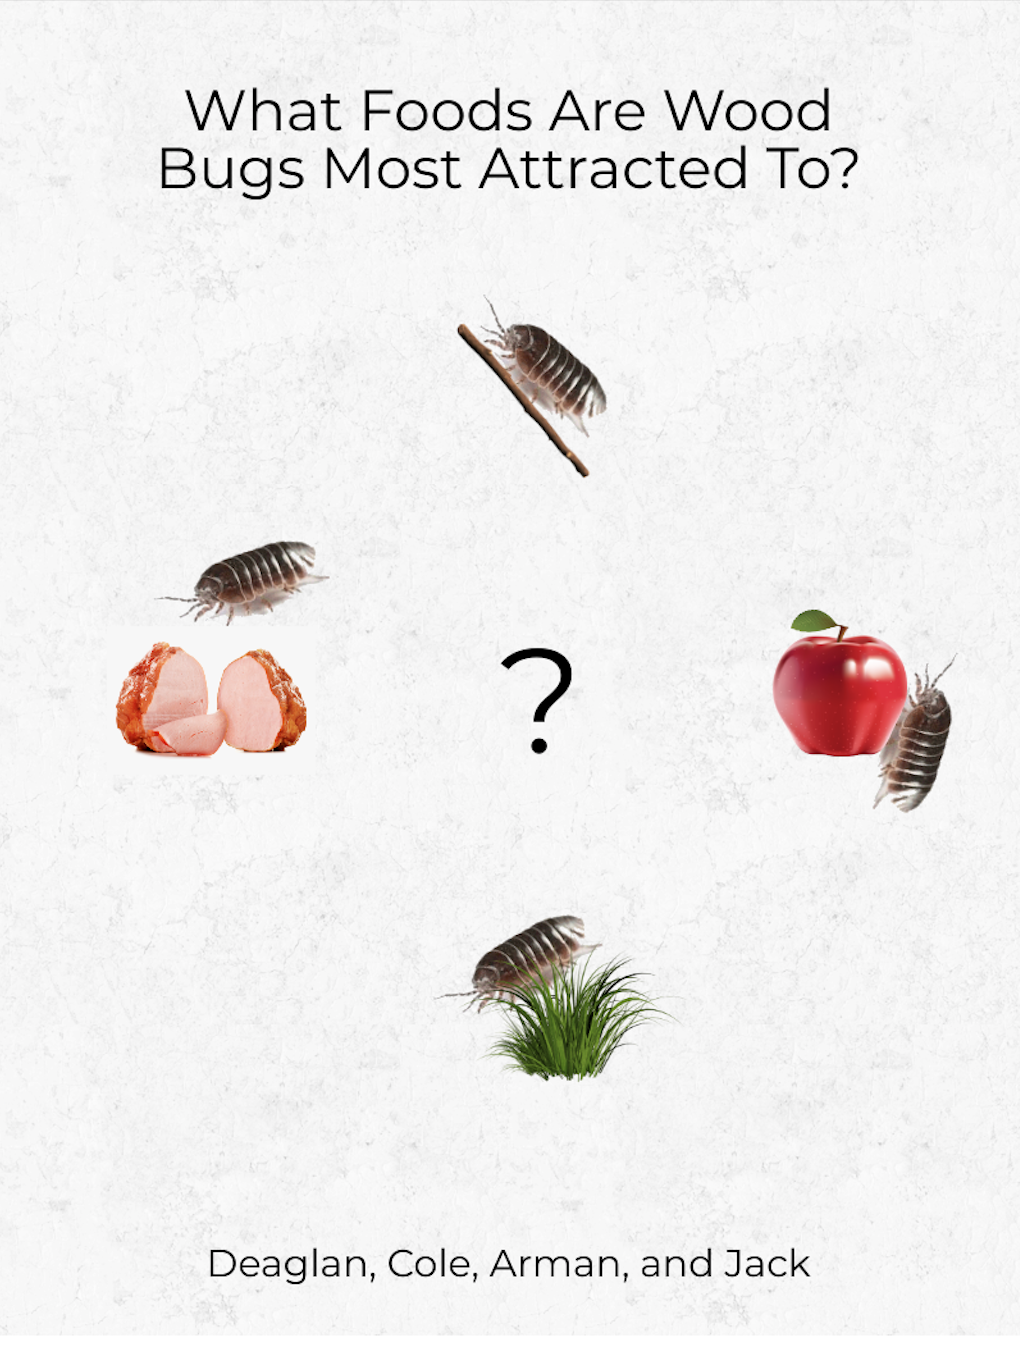 What Foods Are Wood
Bugs Most Attracted To?
?
Deaglan, Cole, Arman, and Jack